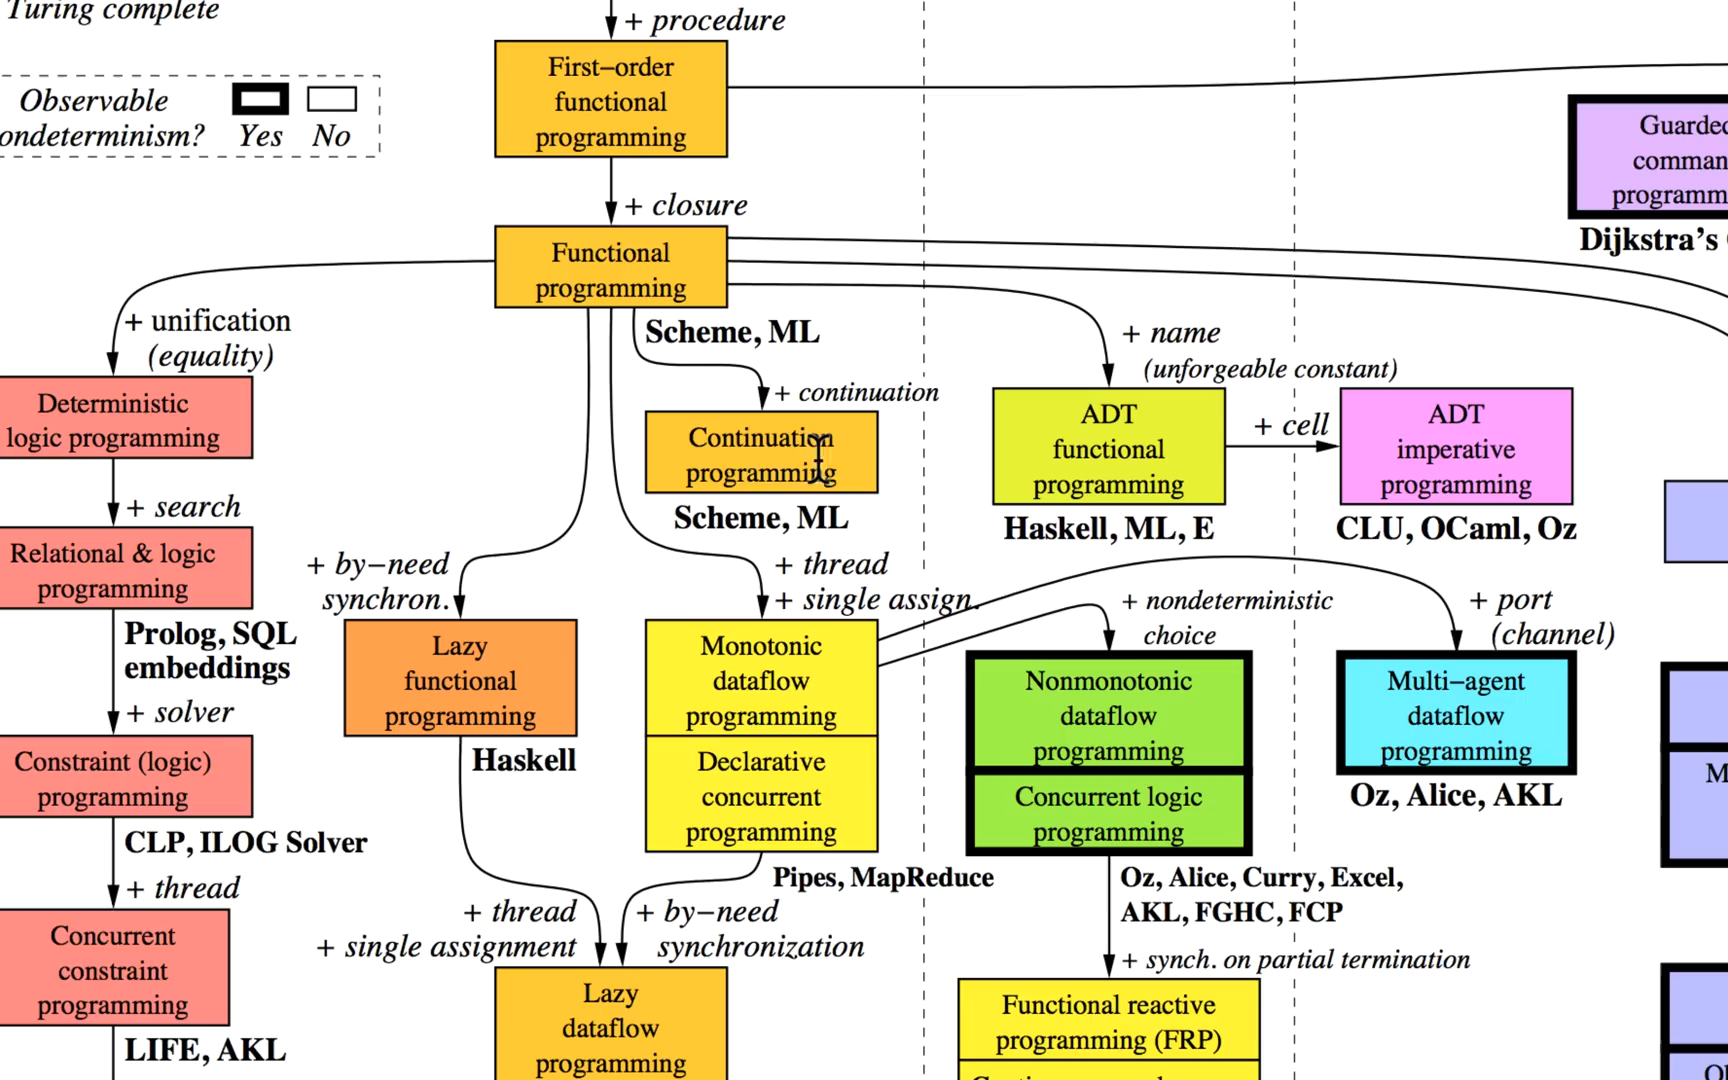 Turing complete
+ procedure
First–order
functional
programming
Observable
ondeterminism?
Yes
No
+ closure
Functional
programming
Scheme, ML
+ unification
(equality)
Deterministic
logic programming
+ search
Relational & logic
programming
Prolog, SQL
embeddings
+ solver
Constraint (logic)
programming
CLP, ILOG Solver
+ thread
Concurrent
constraint
programming
LIFE, AKL
+ continuation
Continuation
programming
Scheme, ML
+ by–need
synchron.
Lazy
functional
programming
Haskell
+ thread
+ single assign.
Monotonic
dataflow
programming
Declarative
concurrent
programming
Pipes, MapReduce
+ thread
+ single assignment
+ by–need
synchronization
Lazy
dataflow
programming
+ name
(unforgeable constant)
ADT
functional
programming
Haskell, ML, E
+ cell
ADT
imperative
programming
CLU, OCaml, Oz
+ nondeterministic
choice
Nonmonotonic
dataflow
programming
Concurrent logic
programming
Oz, Alice, Curry, Excel,
AKL, FGHC, FCP
+ synch. on partial termination
Functional reactive
programming (FRP)
+ port
(channel)
Multi–agent
dataflow
programming
Oz, Alice, AKL
Guarded
comman
programm
Dijkstra’s
M